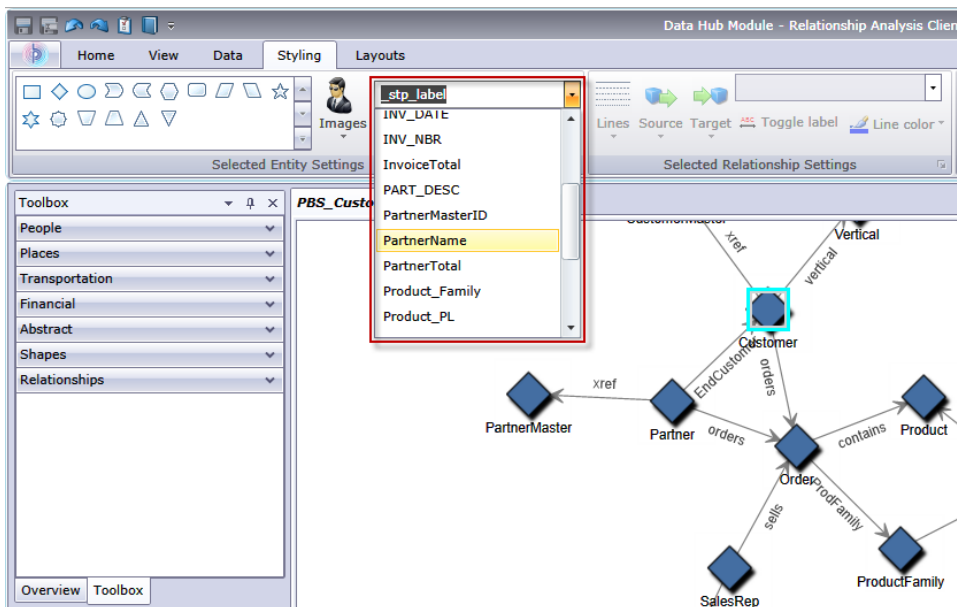 Data Hub Module - Relationship Analysis Clien
Home View Data Styling Layouts
_stp_label
Images
Lines Source Target ABC Toggle label Line color
Selected Entity Settings
Selected Relationship Settings
INV_DATE
INV_NBR
InvoiceTotal
PART_DESC
PartnerMasterID
PartnerName
PartnerTotal
Product_Family
Product_PL
Toolbox
People
Places
Transportation
Financial
Abstract
Shapes
Relationships
Overview Toolbox
PBS_Custo
CustomerMaster
xref
Vertical
vertical
Customer
EndCustomer
orders
xref
PartnerMaster
Partner
orders
contains
Product
Order
ProdFamily
sells
ProductFamily
SalesRep